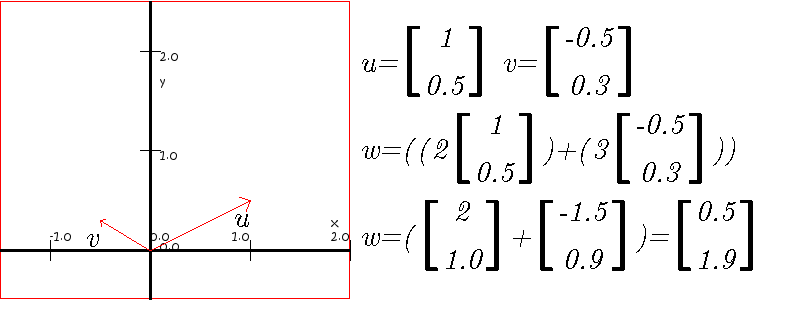 2.0
y
1.0
u
v
x
-1.0 0.0 1.0 2.0
0.0
u=[1 0.5] v=[-0.5 0.3]
w=((2[1 0.5])+(3[-0.5 0.3]))
w=([2 1.0]+[-1.5 0.9])=[0.5 1.9]